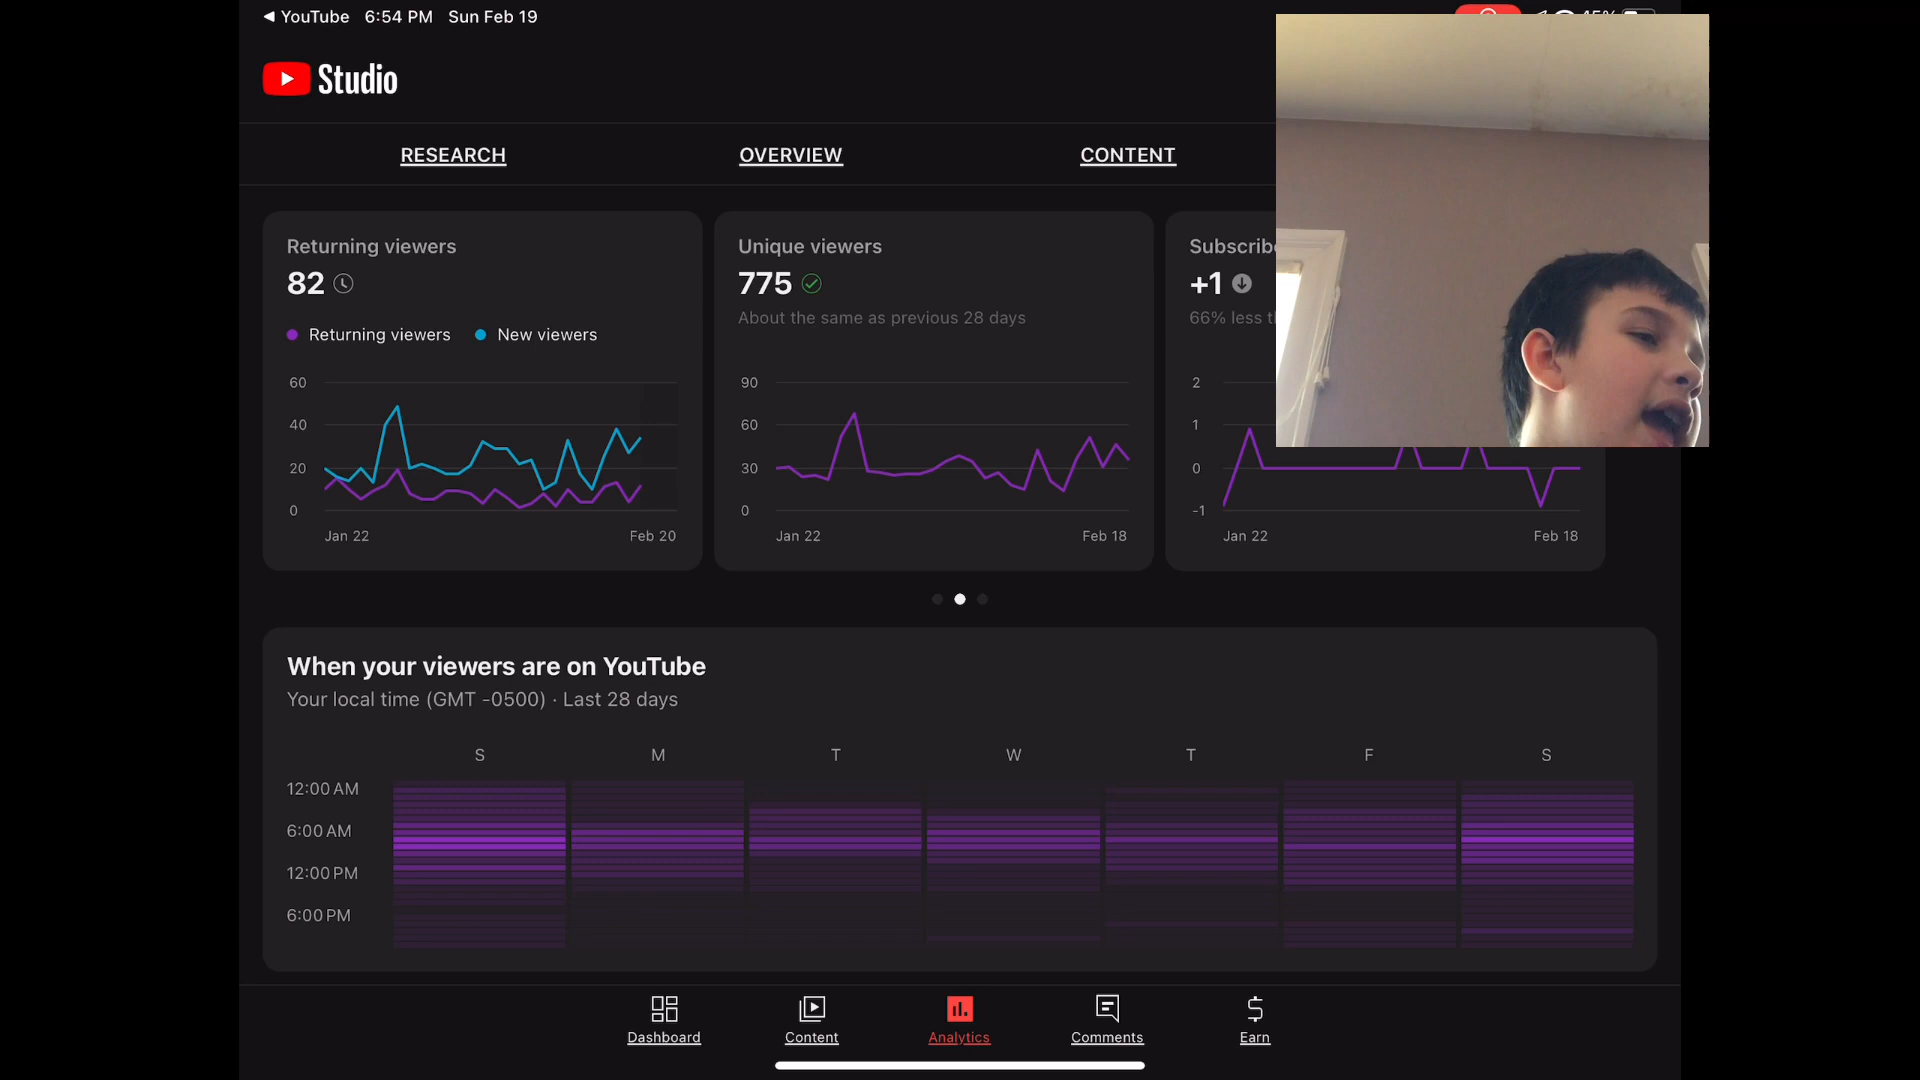 YouTube 6:54 PM Sun Feb 19
Studio
RESEARCH OVERVIEW CONTENT
Returning viewers
82
Returning viewers New viewers
60
40
20
0
Jan 22 Feb 20
Unique viewers
775
About the same as previous 28 days
90
60
30
0
Jan 22 Feb 18
+1
66% less
2
1
0
-1
Jan 22 Feb 18
When your viewers are on YouTube
Your local time (GMT -0500) · Last 28 days
S M T W T F S
12:00 AM
6:00 AM
12:00 PM
6:00 PM
Dashboard Content Analytics Comments Earn